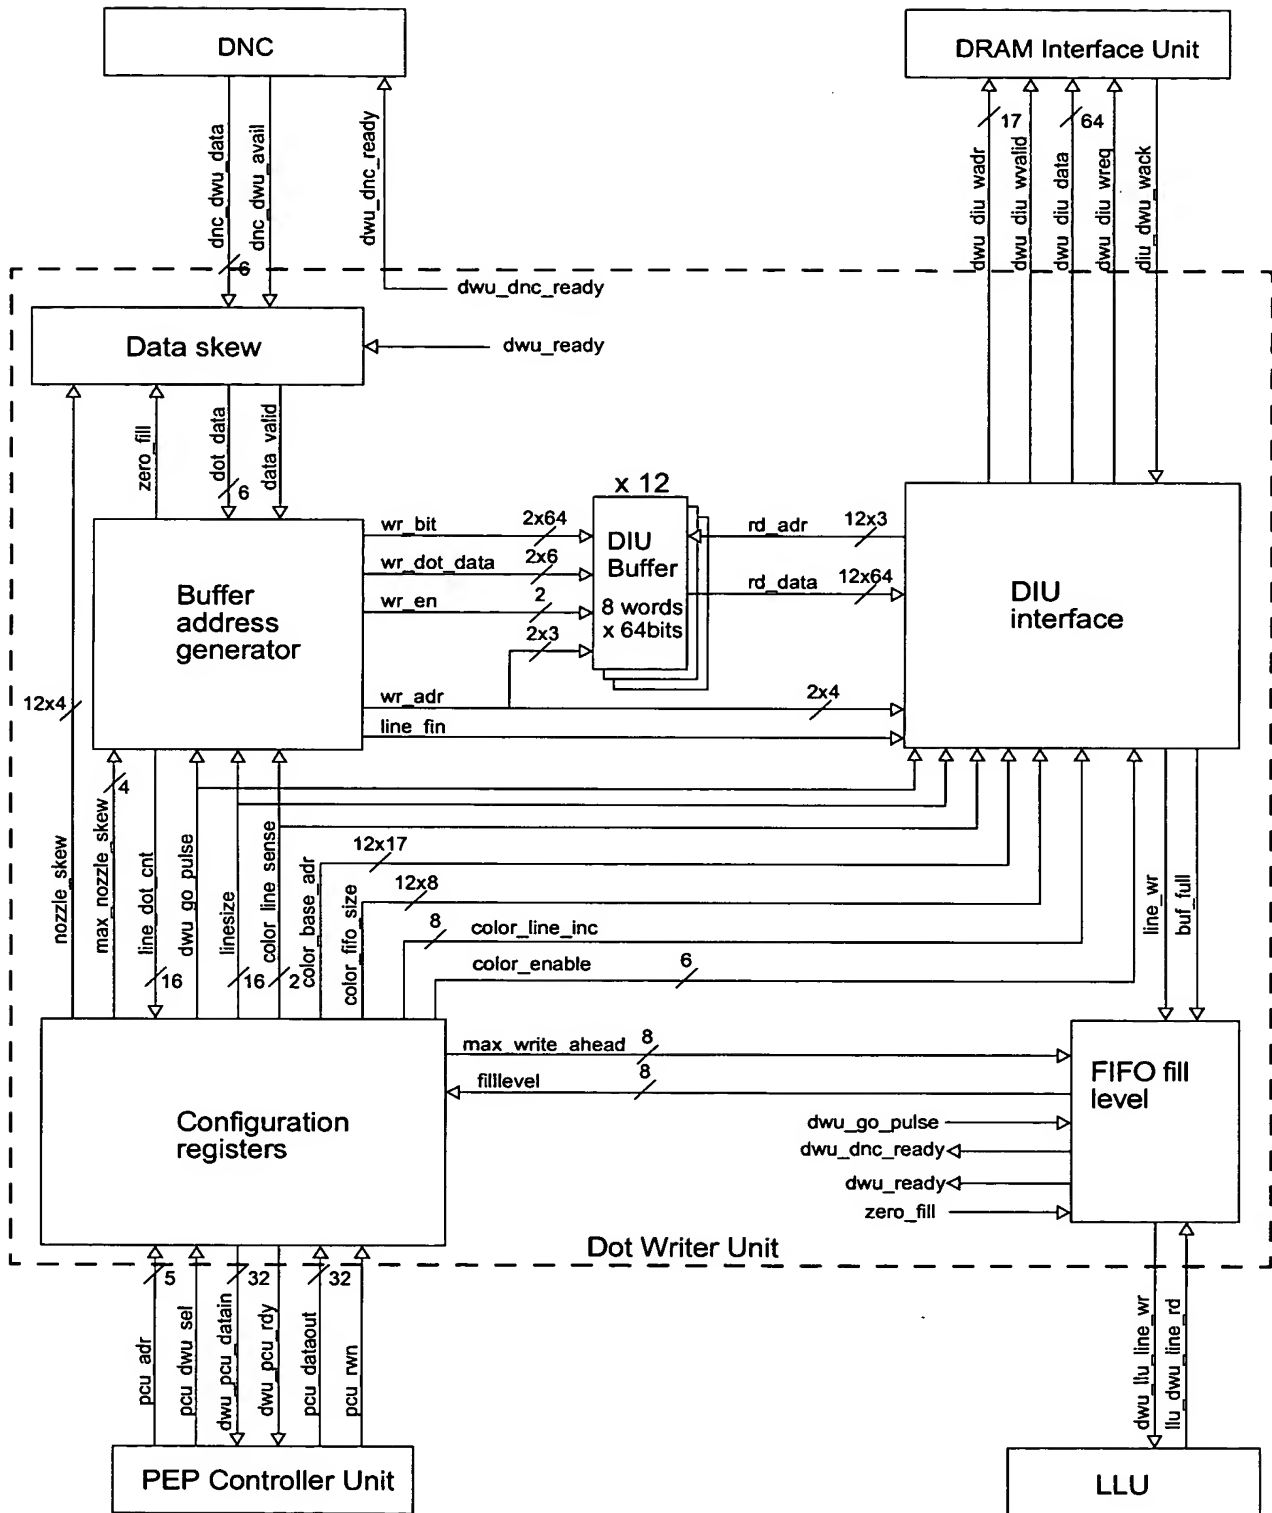 DNC
DRAM Interface Unit
dnc_dwu_data
6
dnc_dwu_avail
dwu_dnc_ready
dwu_diu_wadr
17
dwu_diu_wvalid
dwu_diu_data
64
dwu_diu_wreq
diu_dwu_wack
dwu_dnc_ready
Data skew
dwu_ready
zero_fill
dot_data
6
data_valid
x 12
Buffer
address
generator
wr_bit
2x64
wr_dot_data
2x6
wr_en
2
2x3
wr_adr
2x4
line_fin
DIU
Buffer
8 words
x 64bits
rd_adr
12x3
rd_data
12x64
DIU
interface
12x4
nozzle_skew
4
max_nozzle_skew
line_dot_cnt
16
dwu_go_pulse
linesize
16
color_line_sense
2
color_base_adr
12x17
color_fifo_size
12x8
8
color_line_inc
color_enable
6
line_wr
buf_full
Configuration
registers
max_write_ahead
8
filllevel
8
FIFO fill
level
dwu_go_pulse
dwu_dnc_ready
dwu_ready
zero_fill
Dot Writer Unit
pcu_adr
5
pcu_dwu_sel
dwu_pcu_datain
32
dwu_pcu_rdy
pcu_dataout
32
pcu_rwn
dwu_llu_line_wr
llu_dwu_line_rd
PEP Controller Unit
LLU